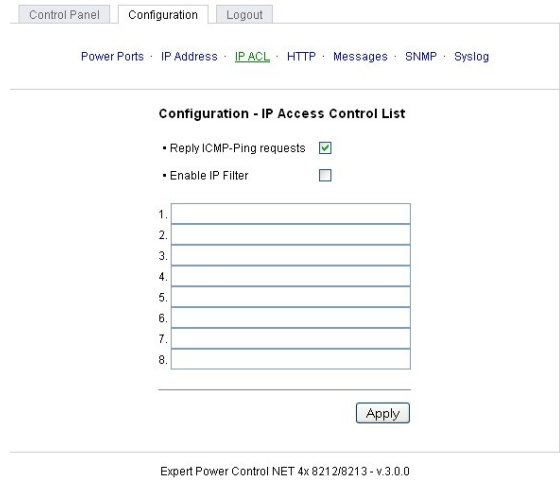 Control Panel Configuration Logout
Power Ports · IP Address · IP ACL · HTTP · Messages · SNMP · Syslog
Configuration - IP Access Control List
▪ Reply ICMP-Ping requests
▪ Enable IP Filter
1.
2.
3.
4.
5.
6.
7.
8.
Apply
Expert Power Control NET 4x 8212/8213 - v.3.0.0